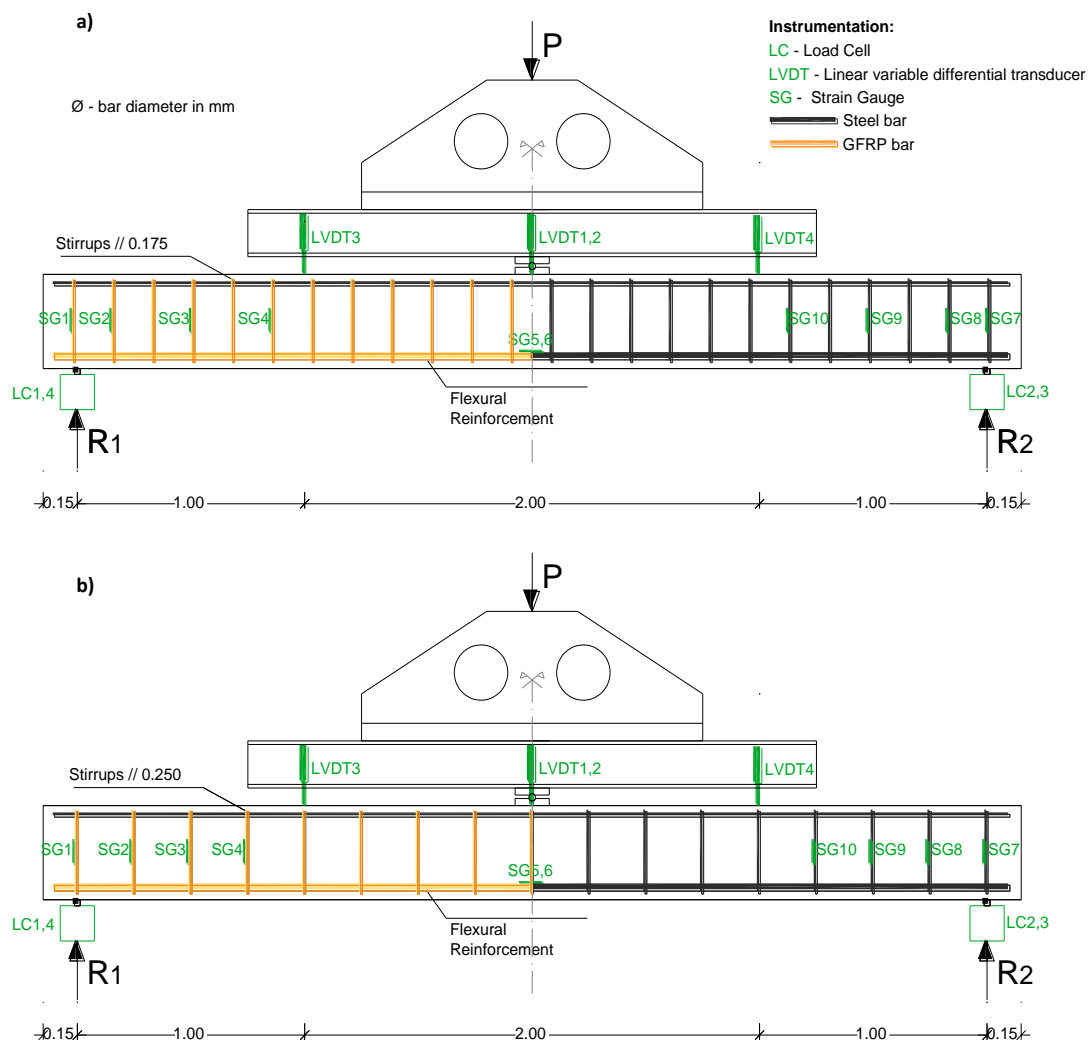 a)
P
Instrumentation:
LC - Load Cell
LVDT - Linear variable differential transducer
SG - Strain Gauge
Steel bar
GFRP bar
Ø - bar diameter in mm
LVDT3
LVDT1,2
LVDT4
Stirrups // 0.175
SG1
SG2
SG3
SG4
SG5,6
SG10
SG9
SG8
SG7
LC1,4
Flexural
Reinforcement
LC2,3
R1
R2
0.15
1.00
2.00
1.00
0.15
b)
P
LVDT3
LVDT1,2
LVDT4
Stirrups // 0.250
SG1
SG2
SG3
SG4
SG5,6
SG10
SG9
SG8
SG7
LC1,4
Flexural
Reinforcement
LC2,3
R1
R2
0.15
1.00
2.00
1.00
0.15